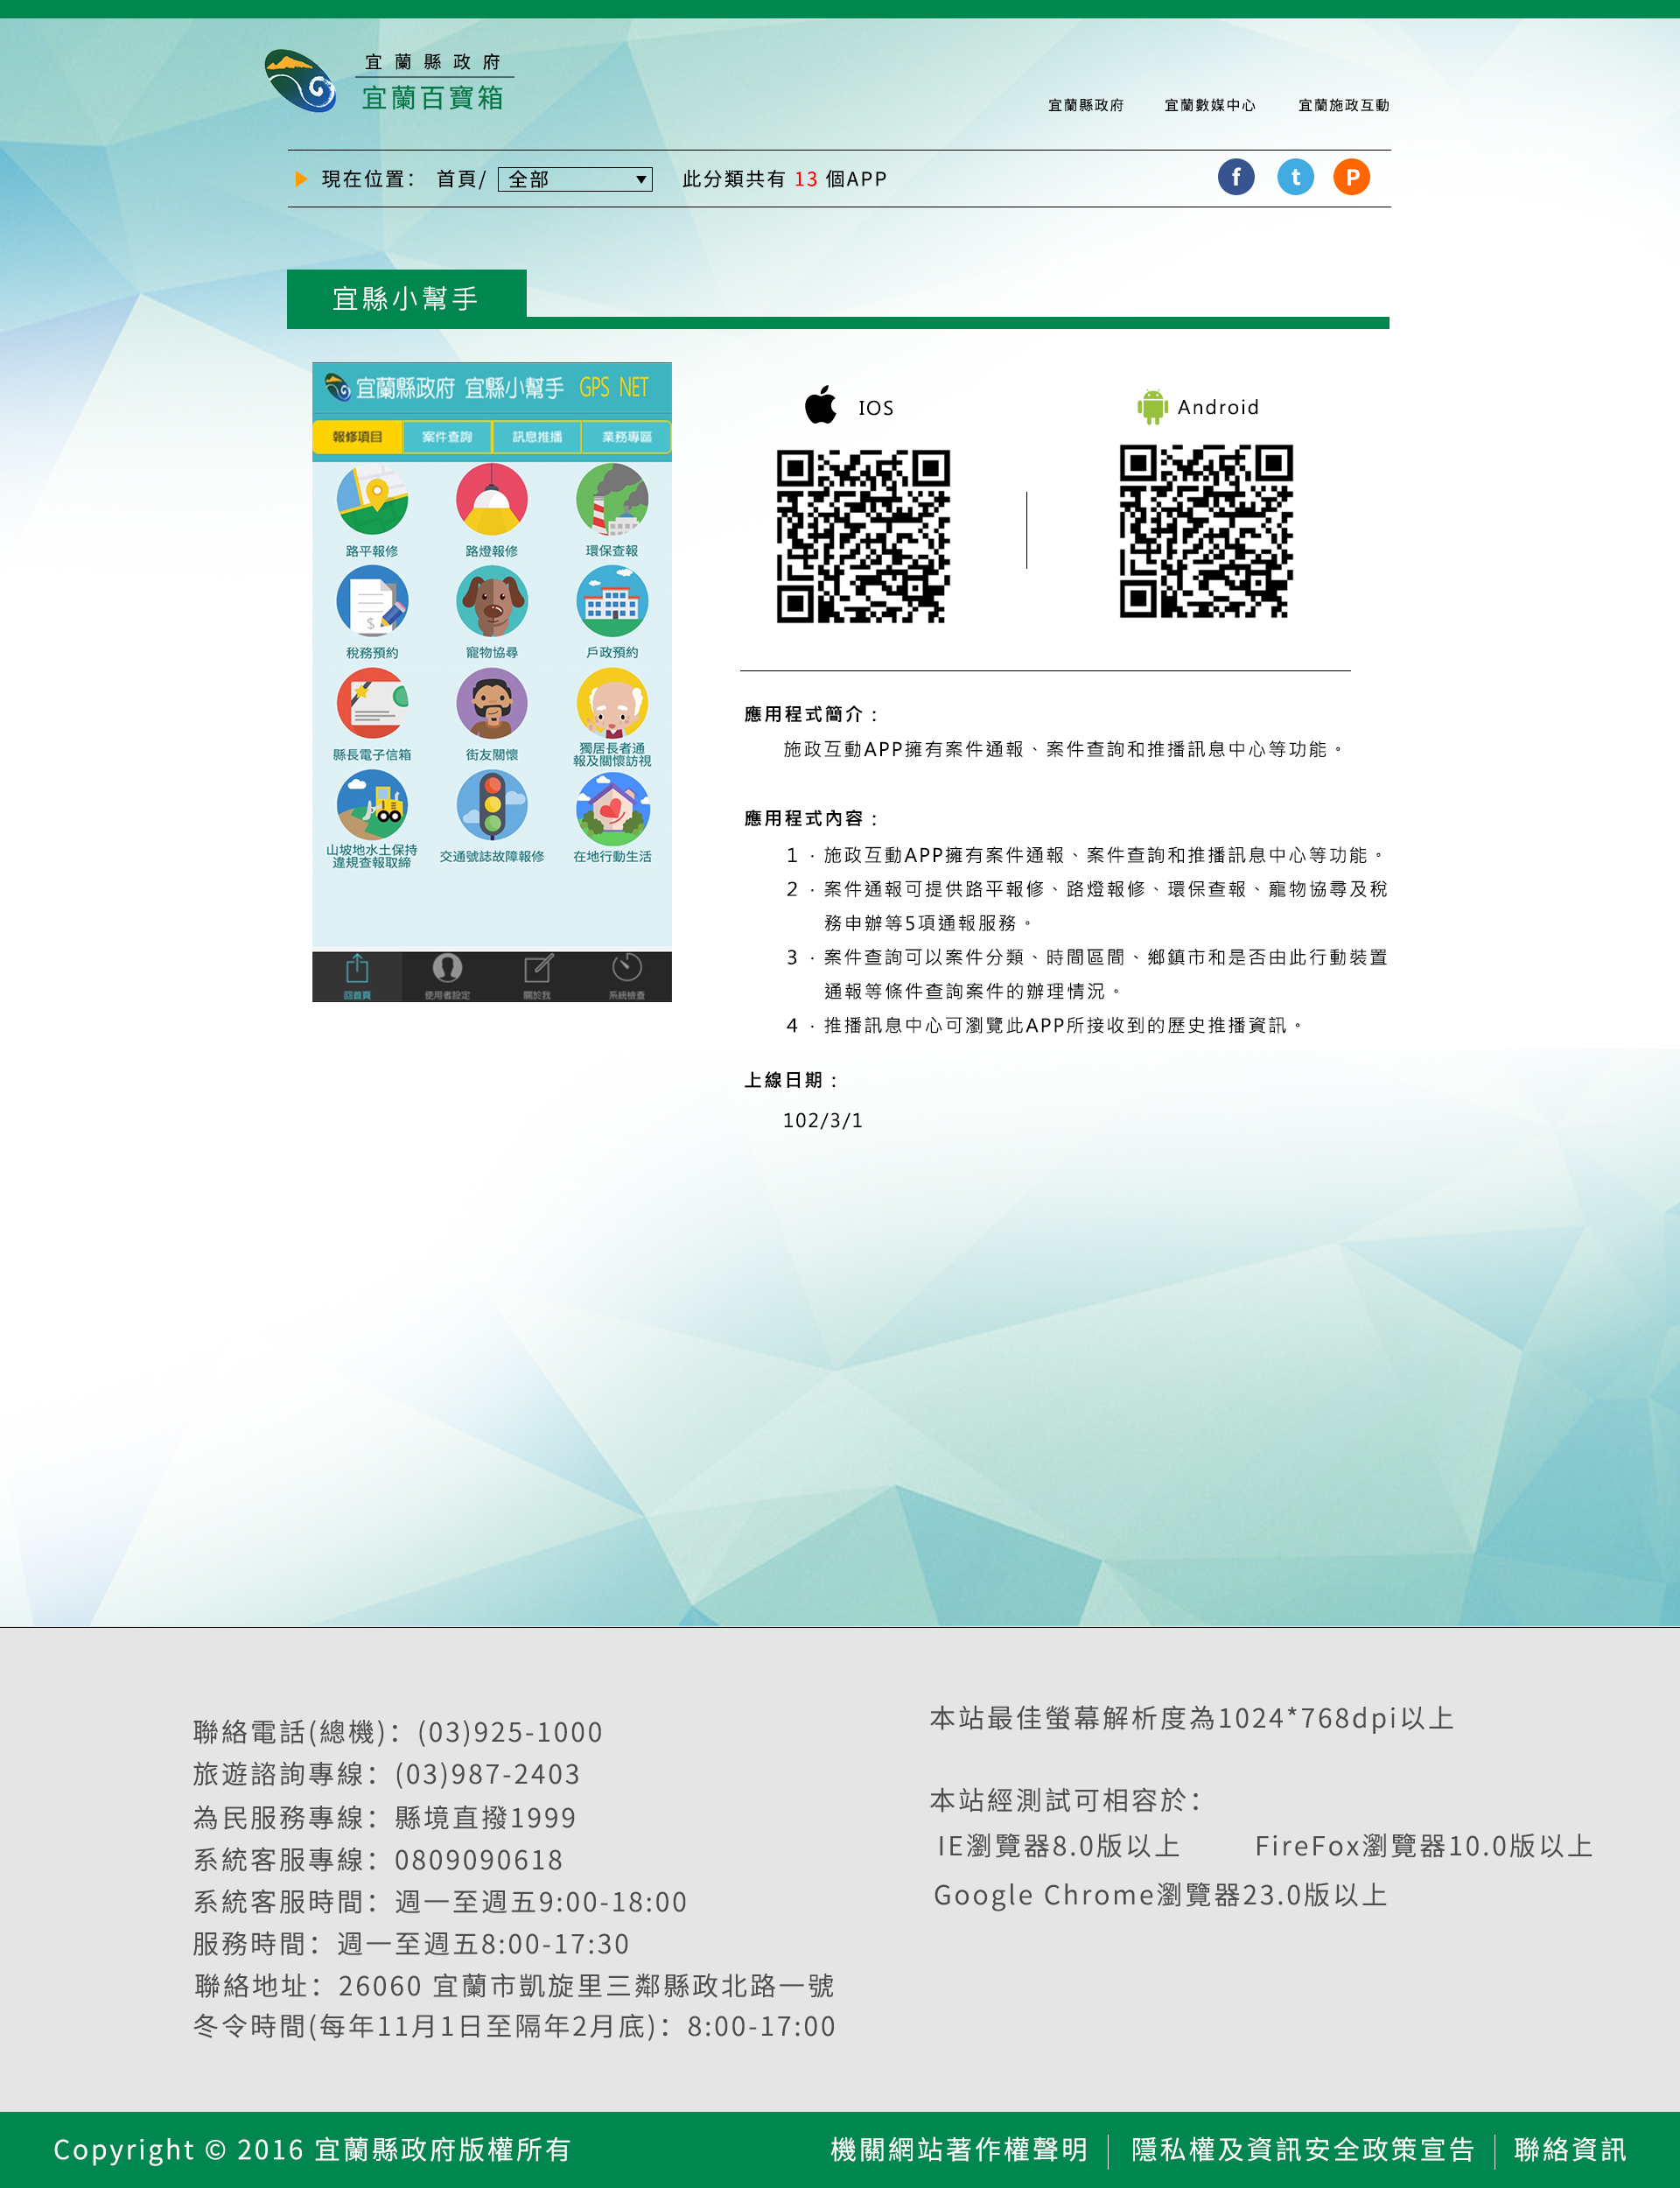 宜蘭縣政府
宜蘭百寶箱
宜蘭縣政府 宜蘭數媒中心 宜蘭施政互動
現在位置： 首頁/ 全部 此分類共有 13 個APP
f t P
宜縣小幫手
宜蘭縣政府 宜縣小幫手 GPS NET
報修項目 案件查詢 訊息推播 業務專區
路平報修 路燈報修 環保查報
$
稅務預約 寵物協尋 戶政預約
縣長電子信箱 街友關懷 獨居長者通
報及關懷訪視
山坡地水土保持
違規查報取締 交通號誌故障報修 在地行動生活
回首頁 使用者設定 關於我 系統檢查
IOS Android
應用程式簡介：
施政互動APP擁有案件通報、案件查詢和推播訊息中心等功能。
應用程式內容：
1．施政互動APP擁有案件通報、案件查詢和推播訊息中心等功能。
2．案件通報可提供路平報修、路燈報修、環保查報、寵物協尋及稅
務申辦等5項通報服務。
3．案件查詢可以案件分類、時間區間、鄉鎮市和是否由此行動裝置
通報等條件查詢案件的辦理情況。
4．推播訊息中心可瀏覽此APP所接收到的歷史推播資訊。
上線日期：
102/3/1
聯絡電話(總機)：(03)925-1000
旅遊諮詢專線：(03)987-2403
為民服務專線：縣境直撥1999
系統客服專線：0809090618
系統客服時間：週一至週五9:00-18:00
服務時間：週一至週五8:00-17:30
聯絡地址：26060 宜蘭市凱旋里三鄰縣政北路一號
冬令時間(每年11月1日至隔年2月底)：8:00-17:00
本站最佳螢幕解析度為1024*768dpi以上
本站經測試可相容於：
IE瀏覽器8.0版以上 FireFox瀏覽器10.0版以上
Google Chrome瀏覽器23.0版以上
Copyright © 2016 宜蘭縣政府版權所有
機關網站著作權聲明 隱私權及資訊安全政策宣告 聯絡資訊